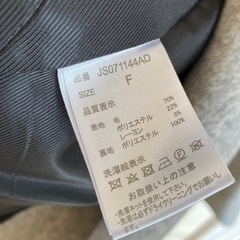 品番 JS071144AD
SIZE
F
品質表示
表地 毛 70%
ポリエステル 22%
レーヨン 8%
裏地 ポリエステル 100%
洗濯絵表示
お取扱い上のご注意